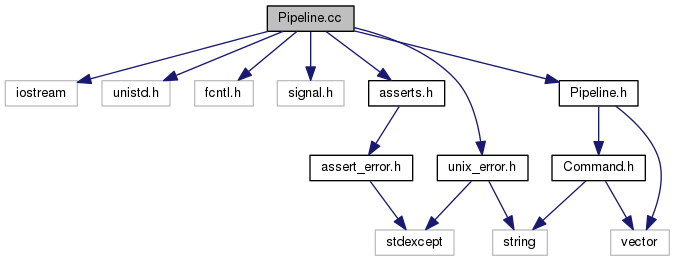 Pipeline.cc
iostream
unistd.h
fcntl.h
signal.h
asserts.h
Pipeline.h
assert_error.h
unix_error.h
Command.h
stdexcept
string
vector